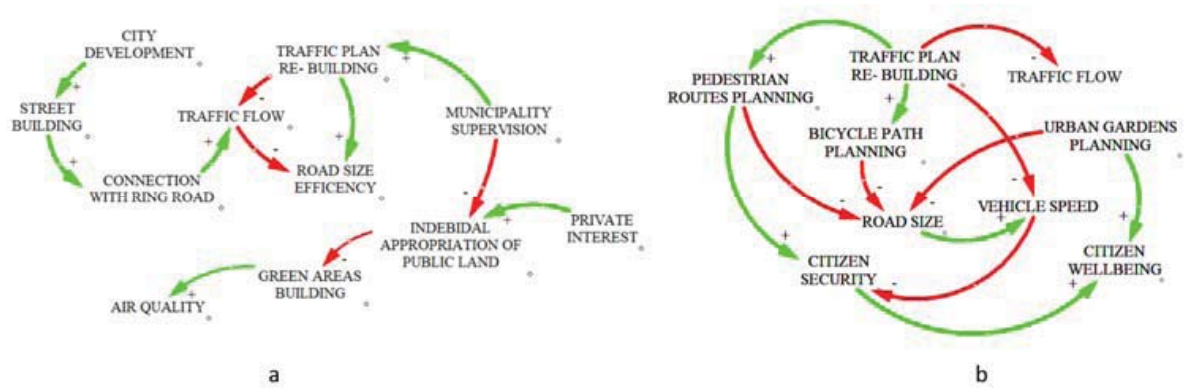 CITY
DEVELOPMENT
STREET
BUILDING
CONNECTION
WITH RING ROAD
TRAFFIC FLOW
TRAFFIC PLAN
RE- BUILDING
ROAD SIZE
EFFICENCY
MUNICIPALITY
SUPERVISION
INDEBIDAL
APPROPRIATION OF
PUBLIC LAND
PRIVATE
INTEREST
GREEN AREAS
BUILDING
AIR QUALITY
+
+
+
-
-
+
+
-
+
-
+
a
TRAFFIC PLAN
RE- BUILDING
PEDESTRIAN
ROUTES PLANNING
TRAFFIC FLOW
BICYCLE PATH
PLANNING
URBAN GARDENS
PLANNING
ROAD SIZE
VEHICLE SPEED
CITIZEN
SECURITY
CITIZEN
WELLBEING
+
-
+
-
-
-
-
+
+
+
-
+
b